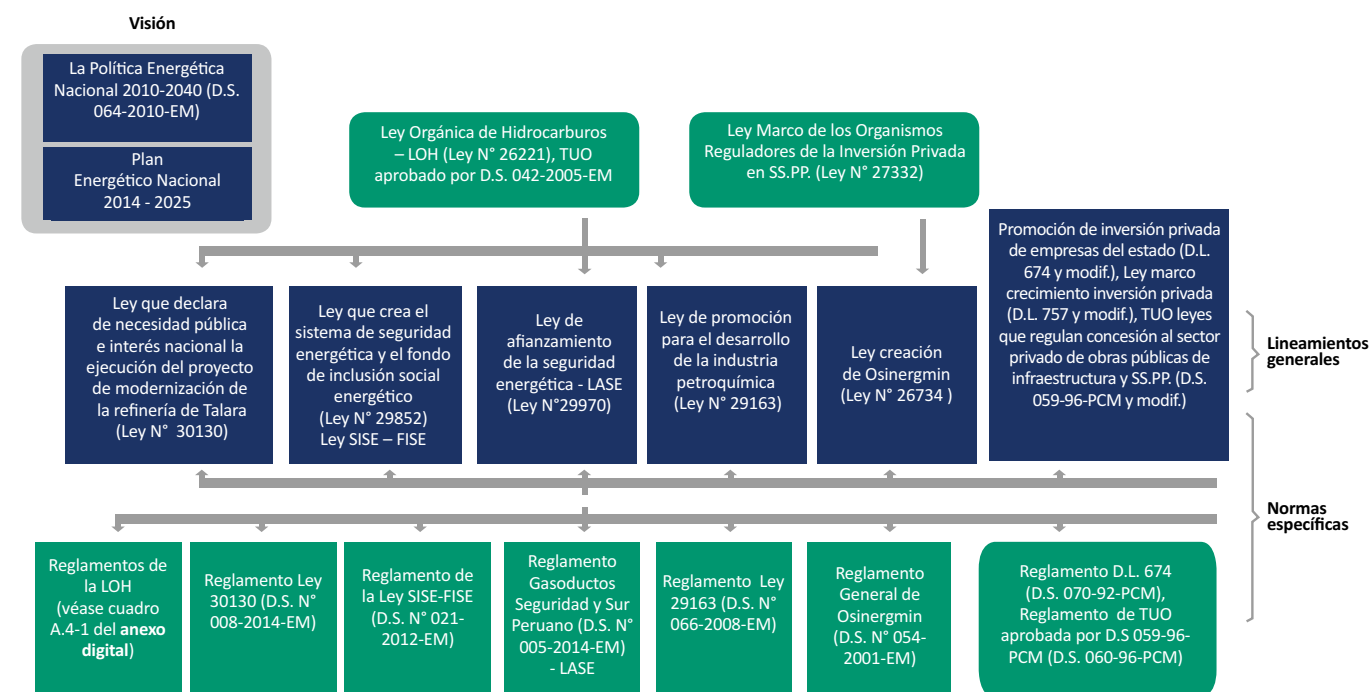 Visión
La Política Energética
Nacional 2010-2040 (D.S.
064-2010-EM)
Plan
Energético Nacional
2014 - 2025
Ley Orgánica de Hidrocarburos
– LOH (Ley N° 26221), TUO
aprobado por D.S. 042-2005-EM
Ley Marco de los Organismos
Reguladores de la Inversión Privada
en SS.PP. (Ley N° 27332)
Ley que declara
de necesidad pública
e interés nacional la
ejecución del proyecto
de modernización de
la refinería de Talara
(Ley N° 30130)
Ley que crea el
sistema de seguridad
energética y el fondo
de inclusión social
energético
(Ley N° 29852)
Ley SISE – FISE
Ley de
afianzamiento
de la seguridad
energética - LASE
(Ley N°29970)
Ley de promoción
para el desarrollo
de la industria
petroquímica
(Ley N° 29163)
Ley creación
de Osinergmin
(Ley N° 26734 )
Promoción de inversión privada
de empresas del estado (D.L.
674 y modif.), Ley marco
crecimiento inversión privada
(D.L. 757 y modif.), TUO leyes
que regulan concesión al sector
privado de obras públicas de
infraestructura y SS.PP. (D.S.
059-96-PCM y modif.)
Lineamientos
generales
Normas
específicas
Reglamentos de
la LOH
(véase cuadro
A.4-1 del anexo
digital)
Reglamento Ley
30130 (D.S. N°
008-2014-EM)
Reglamento de
la Ley SISE-FISE
(D.S. N° 021-
2012-EM)
Reglamento
Gasoductos
Seguridad y Sur
Peruano (D.S. N°
005-2014-EM)
- LASE
Reglamento Ley
29163 (D.S. N°
066-2008-EM)
Reglamento
General de
Osinergmin
(D.S. N° 054-
2001-EM)
Reglamento D.L. 674
(D.S. 070-92-PCM),
Reglamento de TUO
aprobada por D.S 059-96-
PCM (D.S. 060-96-PCM)